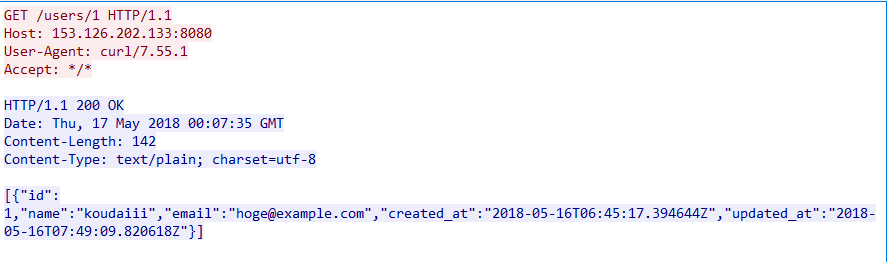 GET /users/1 HTTP/1.1
Host: 153.126.202.133:8080
User-Agent: curl/7.55.1
Accept: */*
HTTP/1.1 200 OK
Date: Thu, 17 May 2018 00:07:35 GMT
Content-Length: 142
Content-Type: text/plain; charset=utf-8
[{"id":
1,"name":"koudaiii","email":"hoge@example.com","created_at":"2018-05-16T06:45:17.394644Z","updated_at":"2018-
05-16T07:49:09.820618Z"}]